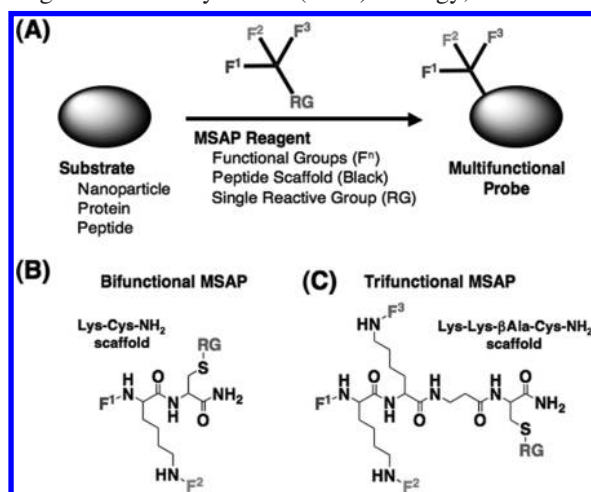 (A)
F² F³
F¹
RG
MSAP Reagent
Functional Groups (Fⁿ)
Peptide Scaffold (Black)
Single Reactive Group (RG)
Substrate
Nanoparticle
Protein
Peptide
F² F³
F¹
Multifunctional
Probe
(B)
Bifunctional MSAP
Lys-Cys-NH₂
scaffold
RG
S
O
H
N
F¹
N
H
NH₂
O
HN
F²
(C)
Trifunctional MSAP
F³
HN
Lys-Lys-βAla-Cys-NH₂
scaffold
H
N
F¹
O
N
H
O
H
N
O
H
N
O
NH₂
S
RG
HN
F²